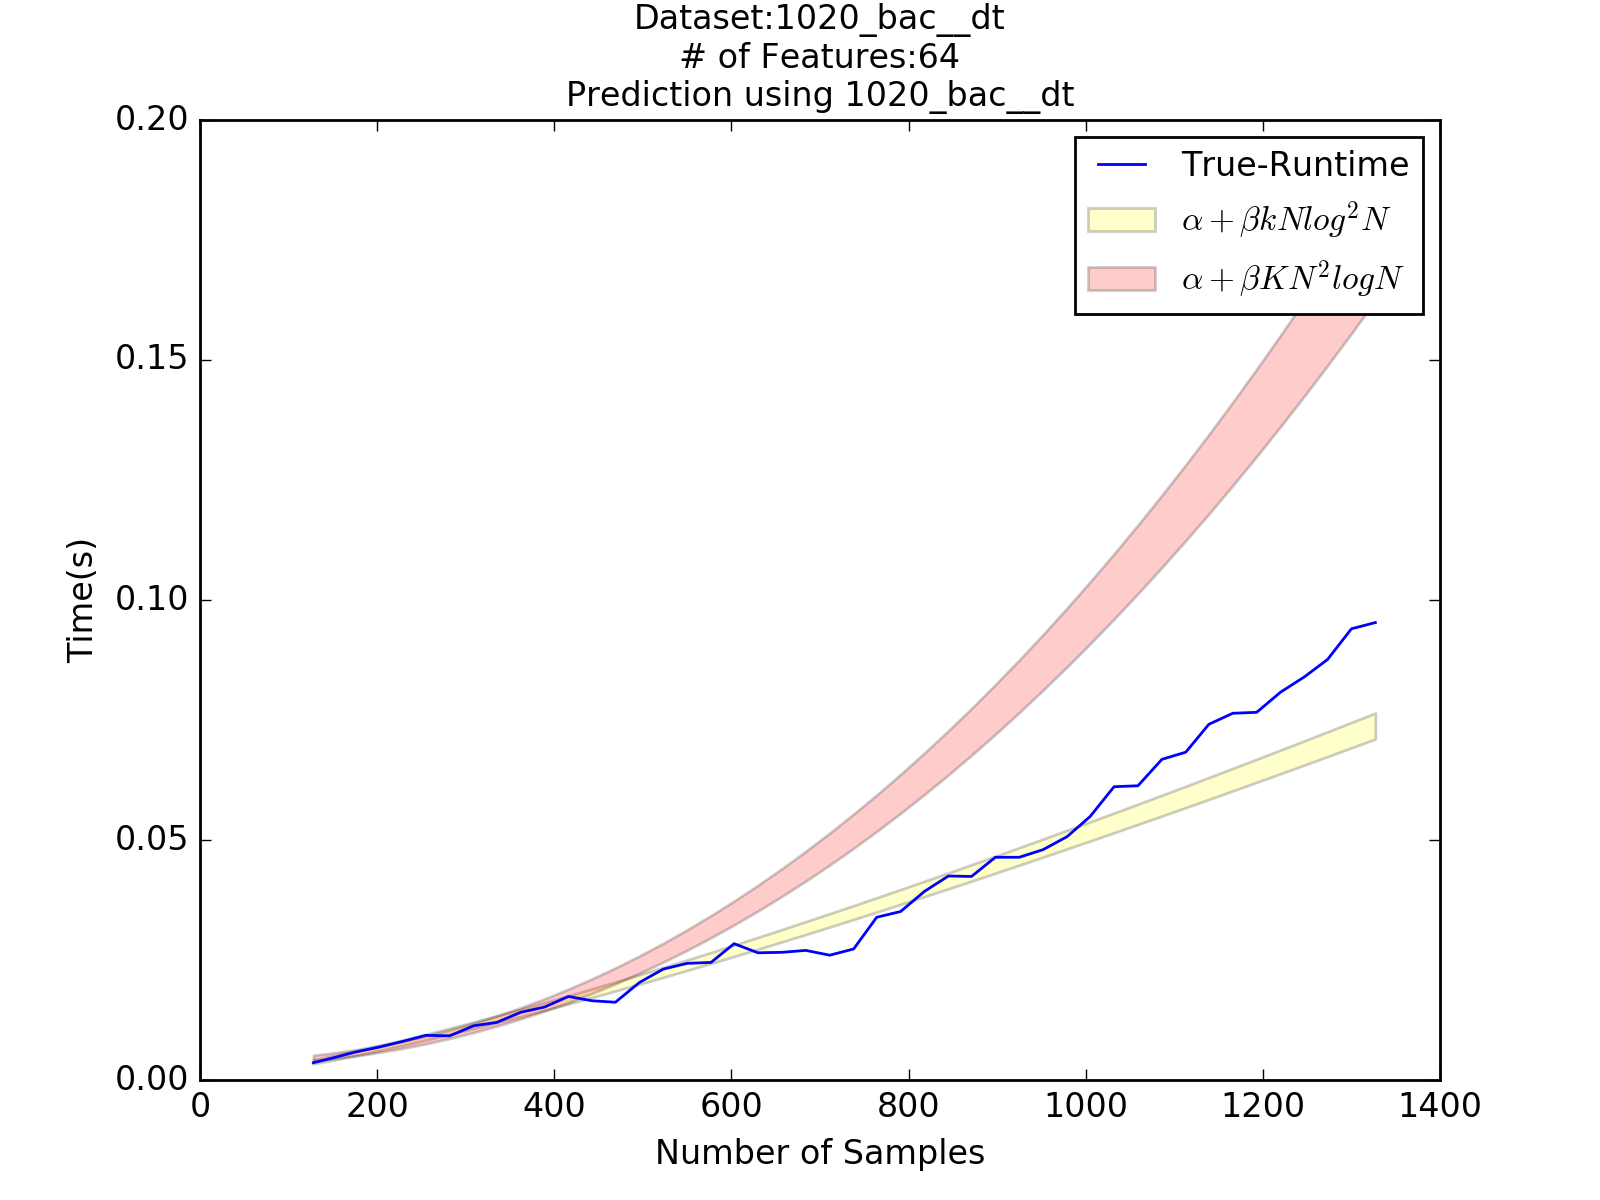 Dataset:1020_bac__dt
# of Features:64
Prediction using 1020_bac__dt
0.20
0.15
0.10
0.05
0.00
Time(s)
True-Runtime
α + βkNlog²N
α + βKN²logN
0 200 400 600 800 1000 1200 1400
Number of Samples